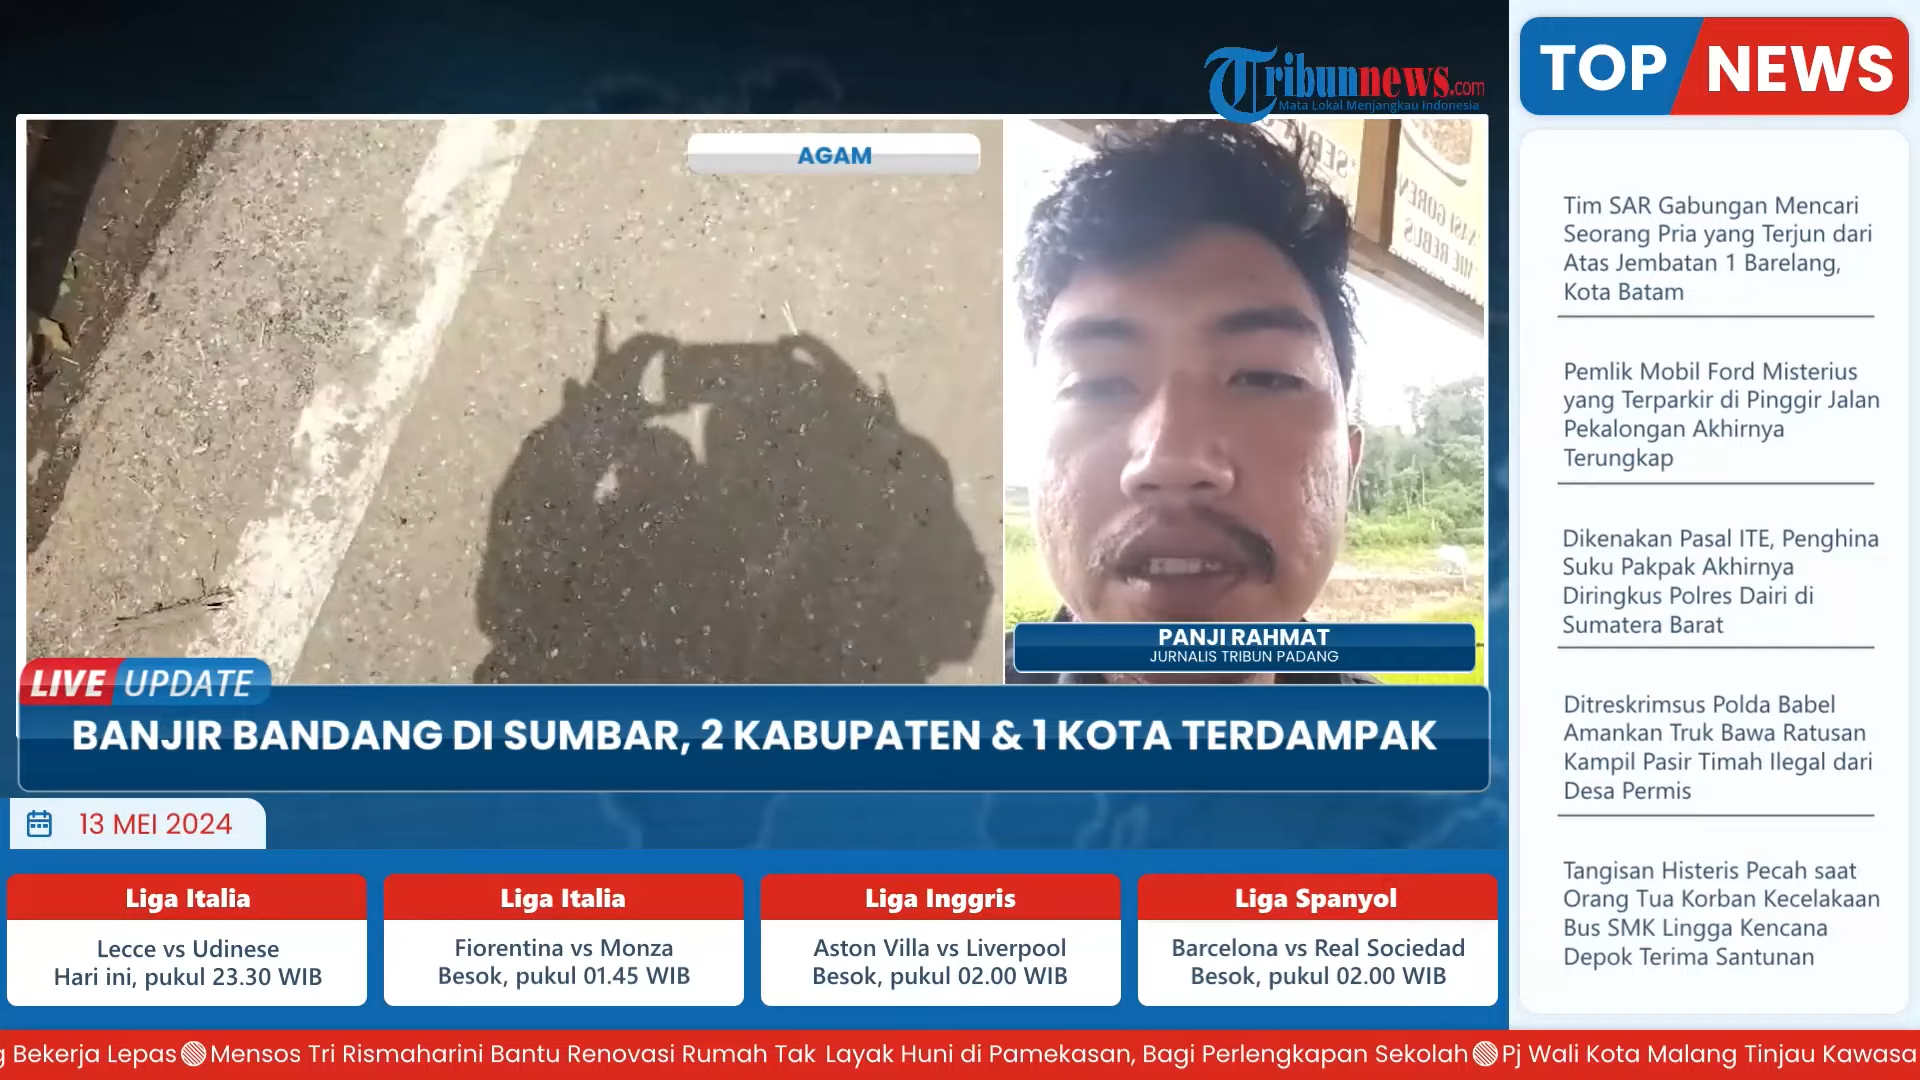 Tribunnews.com
Mata Lokal Menjangkau Indonesia
TOP NEWS
AGAM
NASI GOREN
MIE REBUS
PANJI RAHMAT
JURNALIS TRIBUN PADANG
LIVE UPDATE
BANJIR BANDANG DI SUMBAR, 2 KABUPATEN & 1 KOTA TERDAMPAK
13 MEI 2024
Liga Italia
Lecce vs Udinese
Hari ini, pukul 23.30 WIB
Liga Italia
Fiorentina vs Monza
Besok, pukul 01.45 WIB
Liga Inggris
Aston Villa vs Liverpool
Besok, pukul 02.00 WIB
Liga Spanyol
Barcelona vs Real Sociedad
Besok, pukul 02.00 WIB
Tim SAR Gabungan Mencari
Seorang Pria yang Terjun dari
Atas Jembatan 1 Barelang,
Kota Batam
Pemlik Mobil Ford Misterius
yang Terparkir di Pinggir Jalan
Pekalongan Akhirnya
Terungkap
Dikenakan Pasal ITE, Penghina
Suku Pakpak Akhirnya
Diringkus Polres Dairi di
Sumatera Barat
Ditreskrimsus Polda Babel
Amankan Truk Bawa Ratusan
Kampil Pasir Timah Ilegal dari
Desa Permis
Tangisan Histeris Pecah saat
Orang Tua Korban Kecelakaan
Bus SMK Lingga Kencana
Depok Terima Santunan
g Bekerja Lepas Mensos Tri Rismaharini Bantu Renovasi Rumah Tak Layak Huni di Pamekasan, Bagi Perlengkapan Sekolah Pj Wali Kota Malang Tinjau Kawasa